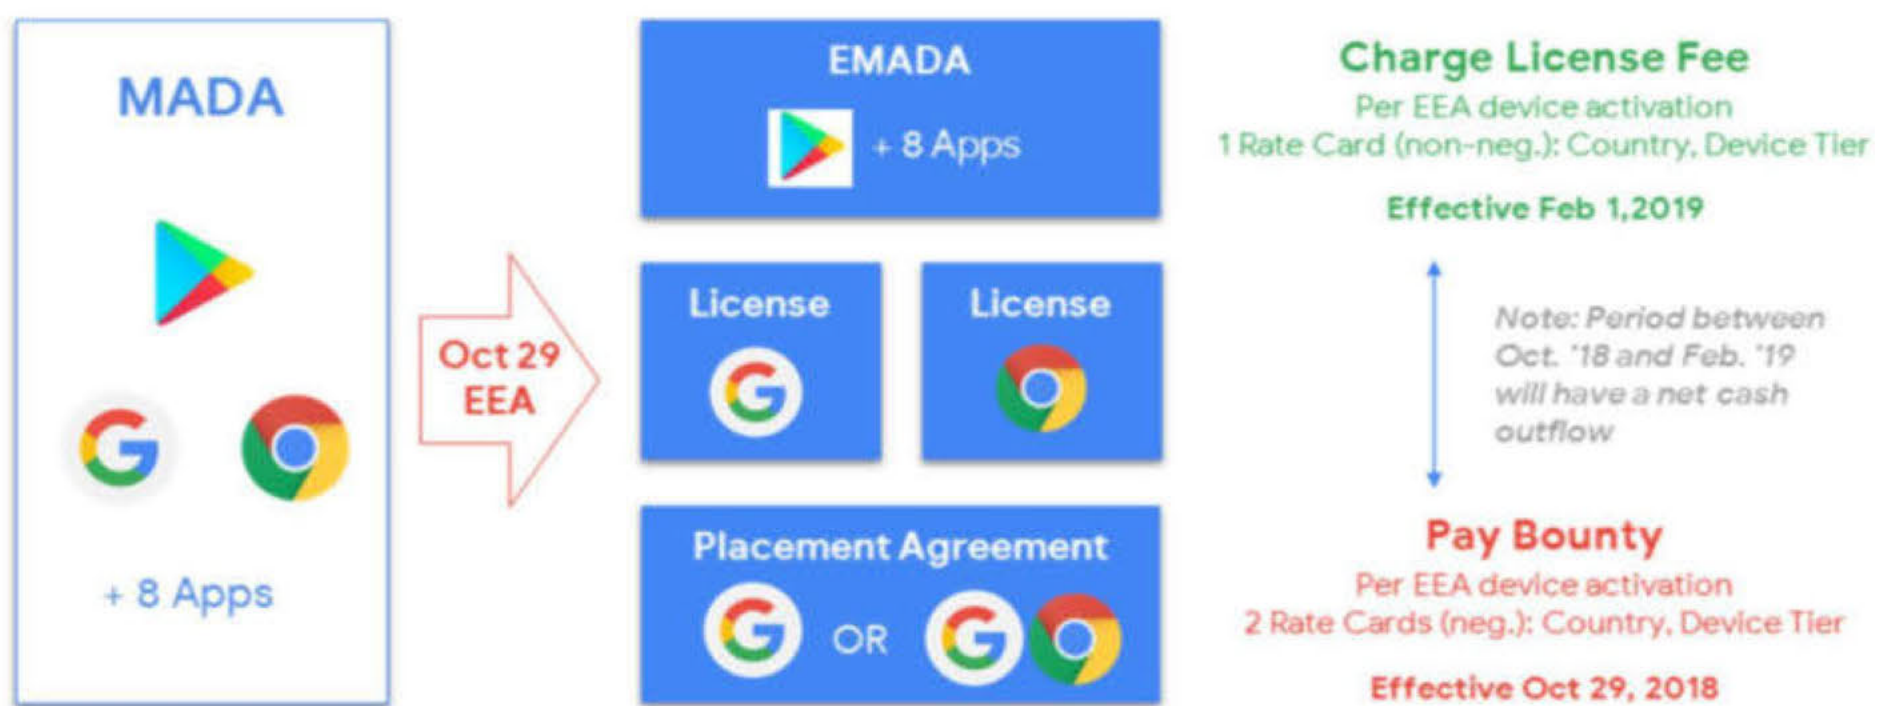 MADA
+ 8 Apps
Oct 29
EEA
EMADA
+ 8 Apps
License
License
Placement Agreement
OR
Charge License Fee
Per EEA device activation
1 Rate Card (non-neg.): Country, Device Tier
Effective Feb 1,2019
Note: Period between
Oct. '18 and Feb. '19
will have a net cash
outflow
Pay Bounty
Per EEA device activation
2 Rate Cards (neg.): Country, Device Tier
Effective Oct 29, 2018